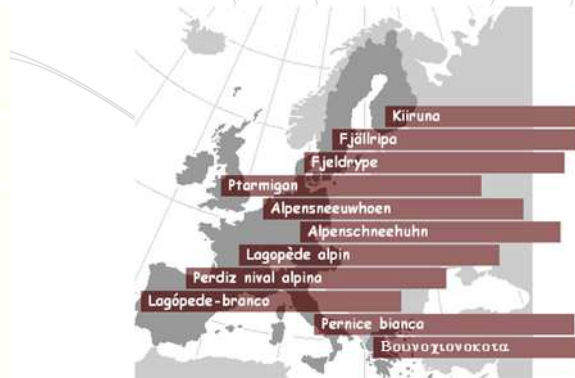 Kiiruna
Fjällripa
Fjeldrype
Ptarmigan
Alpensneeuwhoen
Alpenschneehuhn
Lagopède alpin
Perdiz nival alpina
Lagópede-branco
Pernice bianca
Βουνοχιονοκοτα